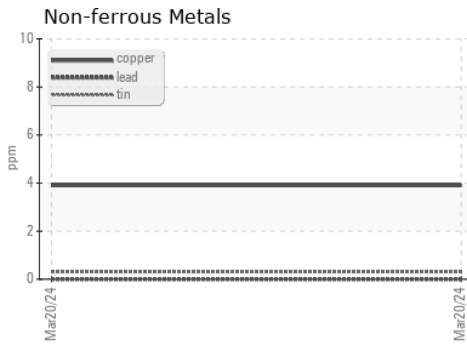 Non-ferrous Metals
10
8
6
4
2
0
ppm
copper
lead
tin
Mar20/24
Mar20/24